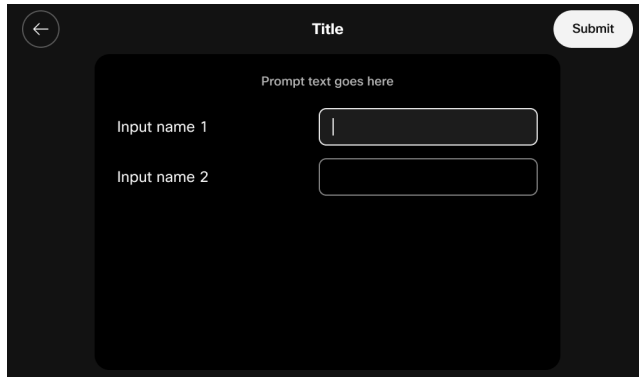 Title
Submit
Prompt text goes here
Input name 1
Input name 2